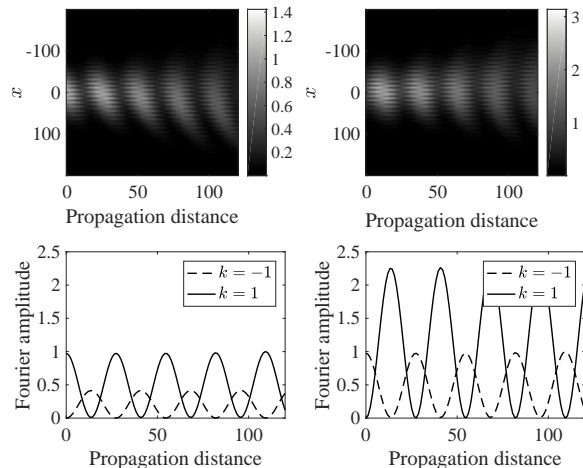 -100
0
100
x
0 50 100
Propagation distance
1.4
1.2
1
0.8
0.6
0.4
0.2
-100
0
100
x
0 50 100
Propagation distance
3
2
1
2.5
2
1.5
1
0.5
0
Fourier amplitude
k = −1
k = 1
0 50 100
Propagation distance
2.5
2
1.5
1
0.5
0
Fourier amplitude
k = −1
k = 1
0 50 100
Propagation distance